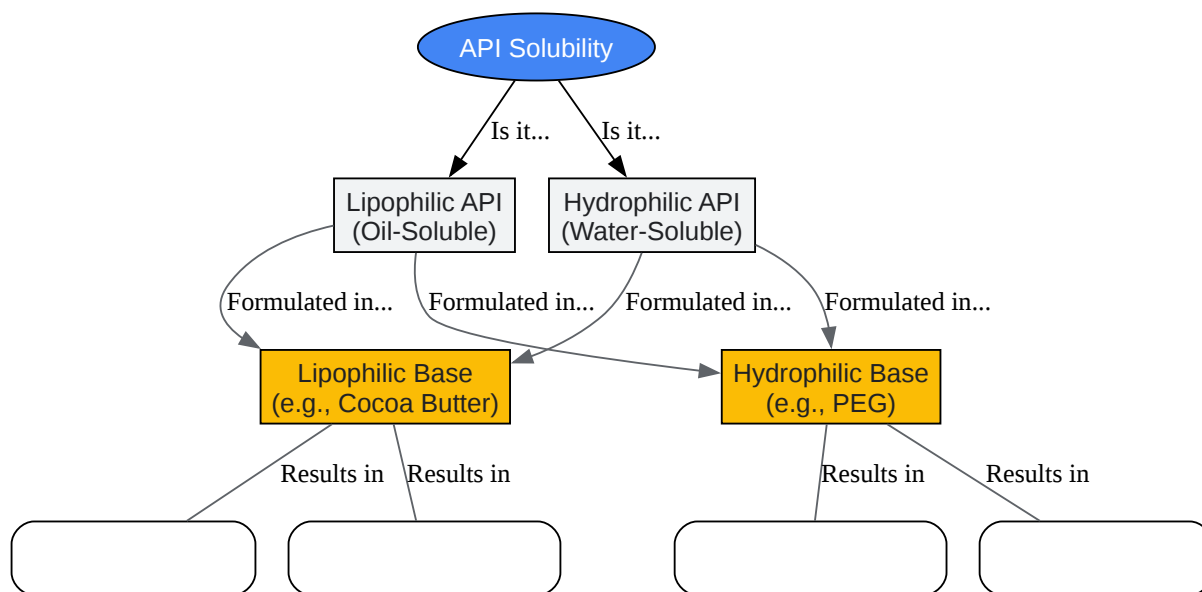 API Solubility
Is it...
Is it...
Lipophilic API
(Oil-Soluble)
Hydrophilic API
(Water-Soluble)
Formulated in...
Formulated in...
Formulated in...
Formulated in...
Lipophilic Base
(e.g., Cocoa Butter)
Hydrophilic Base
(e.g., PEG)
Results in
Results in
Results in
Results in